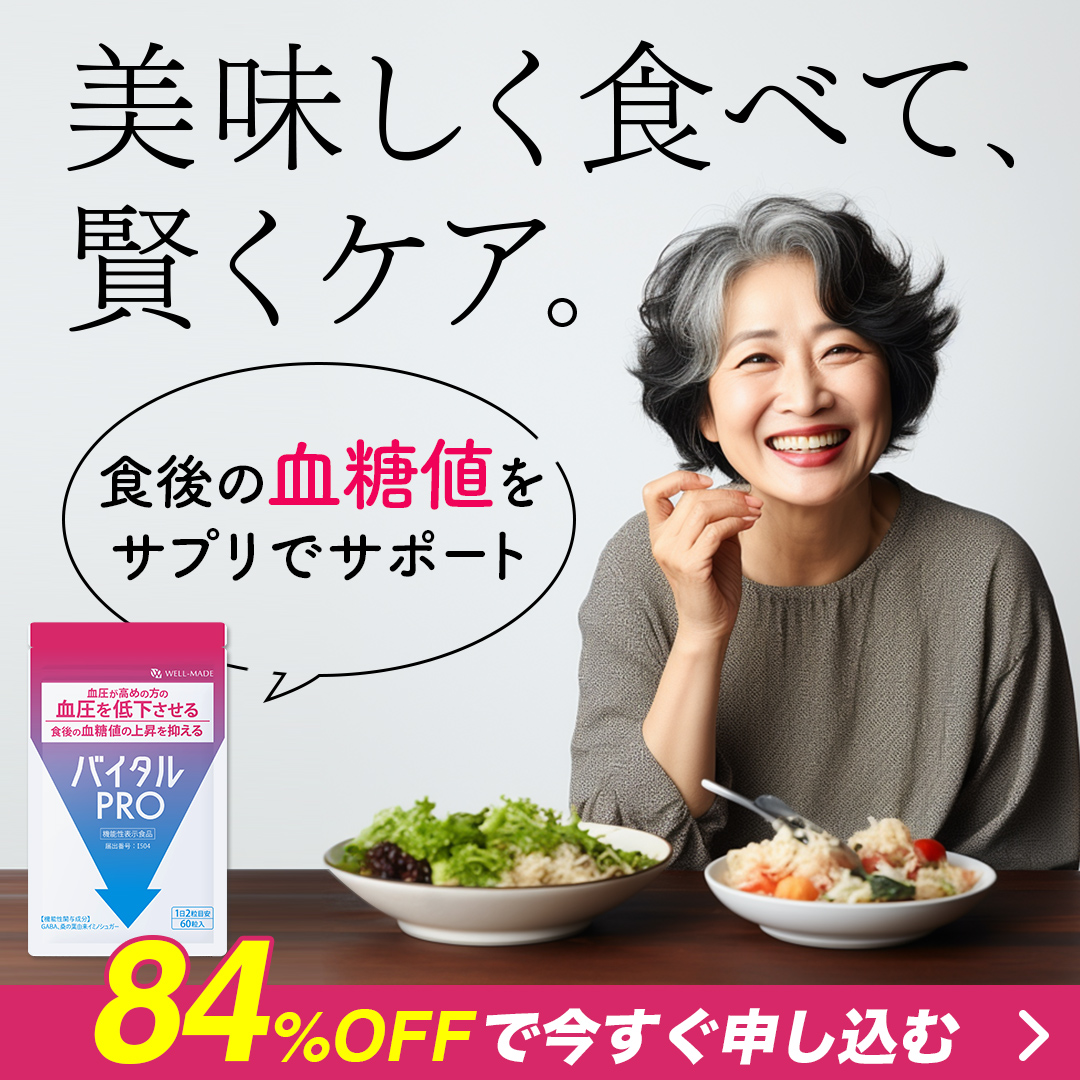 美味しく食べて、
賢くケア。
食後の血糖値を
サプリでサポート
WELL-MADE
血圧が高めの方の
血圧を低下させる
食後の血糖値の上昇を抑える
バイタル
PRO
機能性表示食品
届出番号：I504
【機能性関与成分】
GABA、桑の葉由来イミノシュガー
1日2粒目安
60粒入
84%OFFで今すぐ申し込む